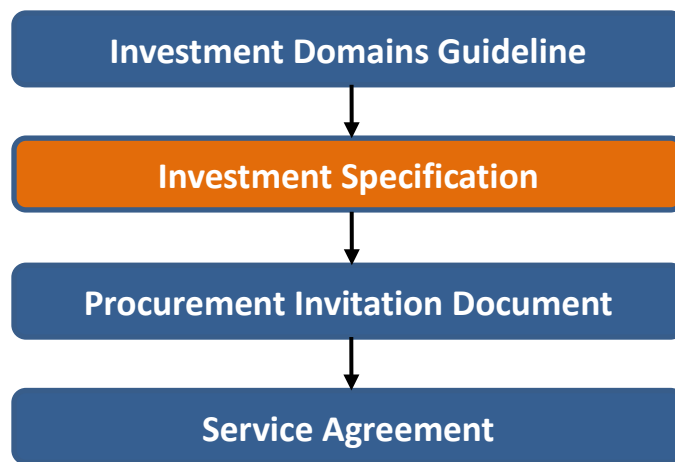 Investment Domains Guideline
Investment Specification
Procurement Invitation Document
Service Agreement